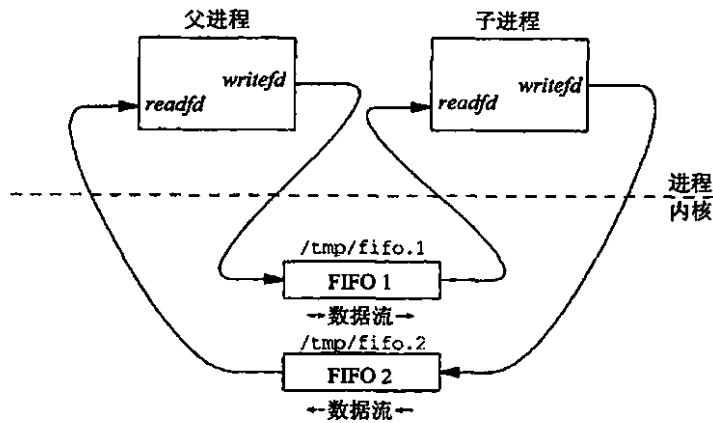 父进程
子进程
writefd
readfd
writefd
readfd
进程
内核
/tmp/fifo.1
FIFO 1
→数据流→
/tmp/fifo.2
FIFO 2
←数据流←